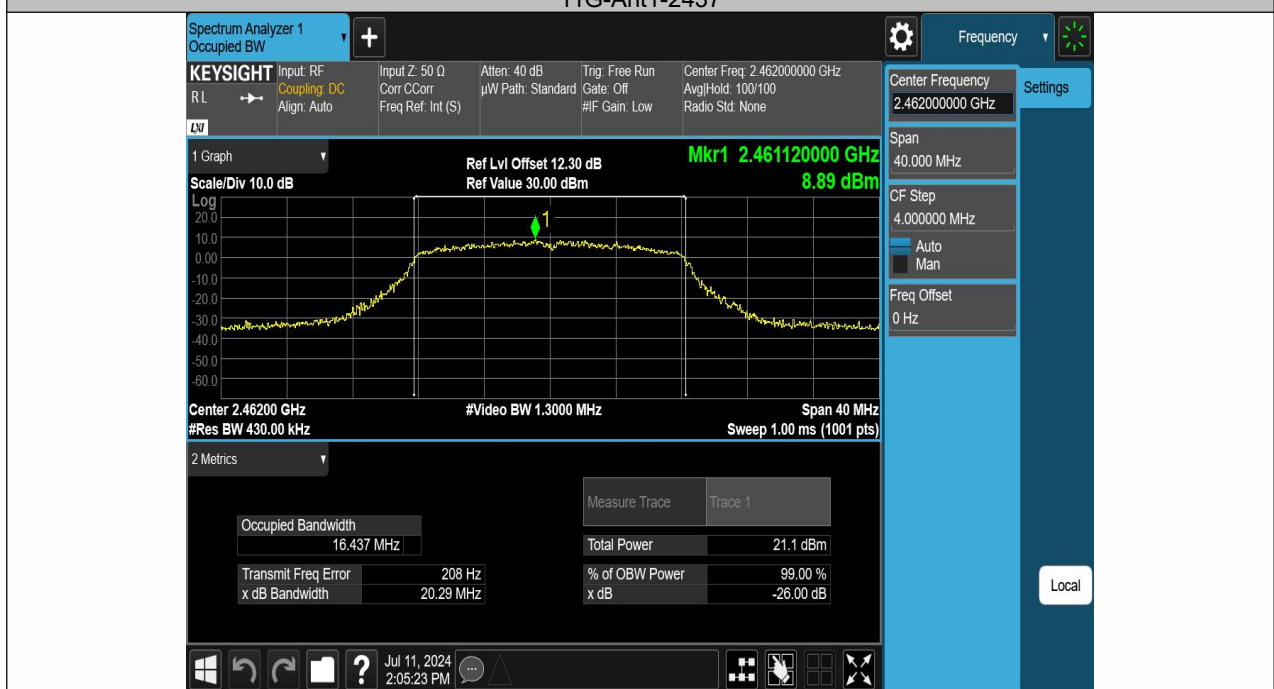 11G-Ant1-2437
Spectrum Analyzer 1
Occupied BW
Frequency
KEYSIGHT
RL
LXI
Input: RF
Coupling: DC
Align: Auto
Input Z: 50 Ω
Corr CCorr
Freq Ref: Int (S)
Atten: 40 dB
µW Path: Standard
Trig: Free Run
Gate: Off
#IF Gain: Low
Center Freq: 2.462000000 GHz
Avg|Hold: 100/100
Radio Std: None
Center Frequency
2.462000000 GHz
Settings
Span
40.000 MHz
CF Step
4.000000 MHz
Auto
Man
Freq Offset
0 Hz
1 Graph
Scale/Div 10.0 dB
Ref Lvl Offset 12.30 dB
Ref Value 30.00 dBm
Mkr1 2.461120000 GHz
8.89 dBm
Log
20.0
10.0
0.00
-10.0
-20.0
-30.0
-40.0
-50.0
-60.0
1
Center 2.46200 GHz
#Res BW 430.00 kHz
#Video BW 1.3000 MHz
Span 40 MHz
Sweep 1.00 ms (1001 pts)
2 Metrics
Measure Trace Trace 1
Occupied Bandwidth
16.437 MHz
Total Power 21.1 dBm
Transmit Freq Error 208 Hz
% of OBW Power 99.00 %
x dB Bandwidth 20.29 MHz
x dB -26.00 dB
Local
Jul 11, 2024
2:05:23 PM